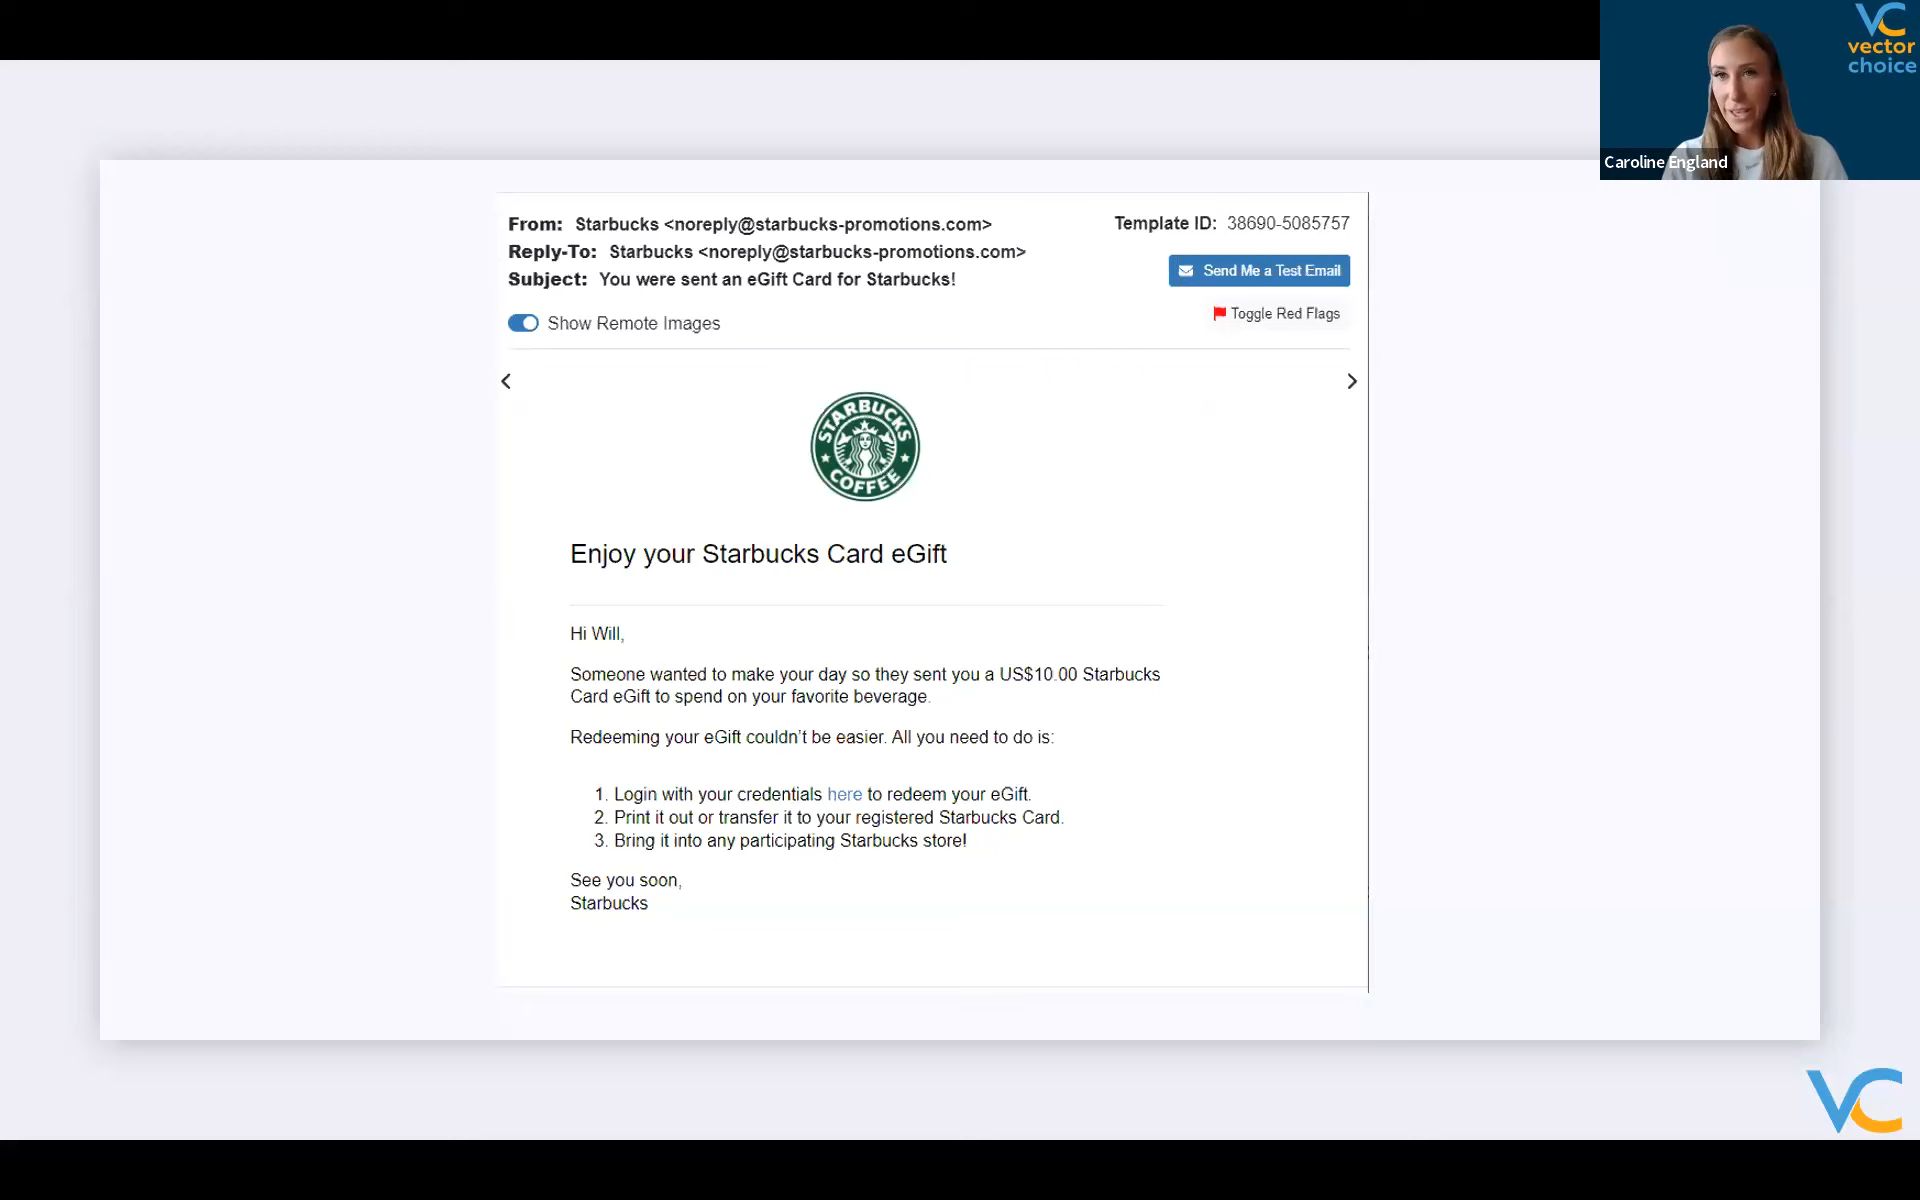 VC
vector
choice
Caroline England
From: Starbucks <noreply@starbucks-promotions.com>
Template ID: 38690-5085757
Reply-To: Starbucks <noreply@starbucks-promotions.com>
Send Me a Test Email
Subject: You were sent an eGift Card for Starbucks!
Toggle Red Flags
Show Remote Images
STARBUCKS
COFFEE
Enjoy your Starbucks Card eGift
Hi Will,
Someone wanted to make your day so they sent you a US$10.00 Starbucks
Card eGift to spend on your favorite beverage.
Redeeming your eGift couldn't be easier. All you need to do is:
1. Login with your credentials here to redeem your eGift.
2. Print it out or transfer it to your registered Starbucks Card.
3. Bring it into any participating Starbucks store!
See you soon,
Starbucks
VC